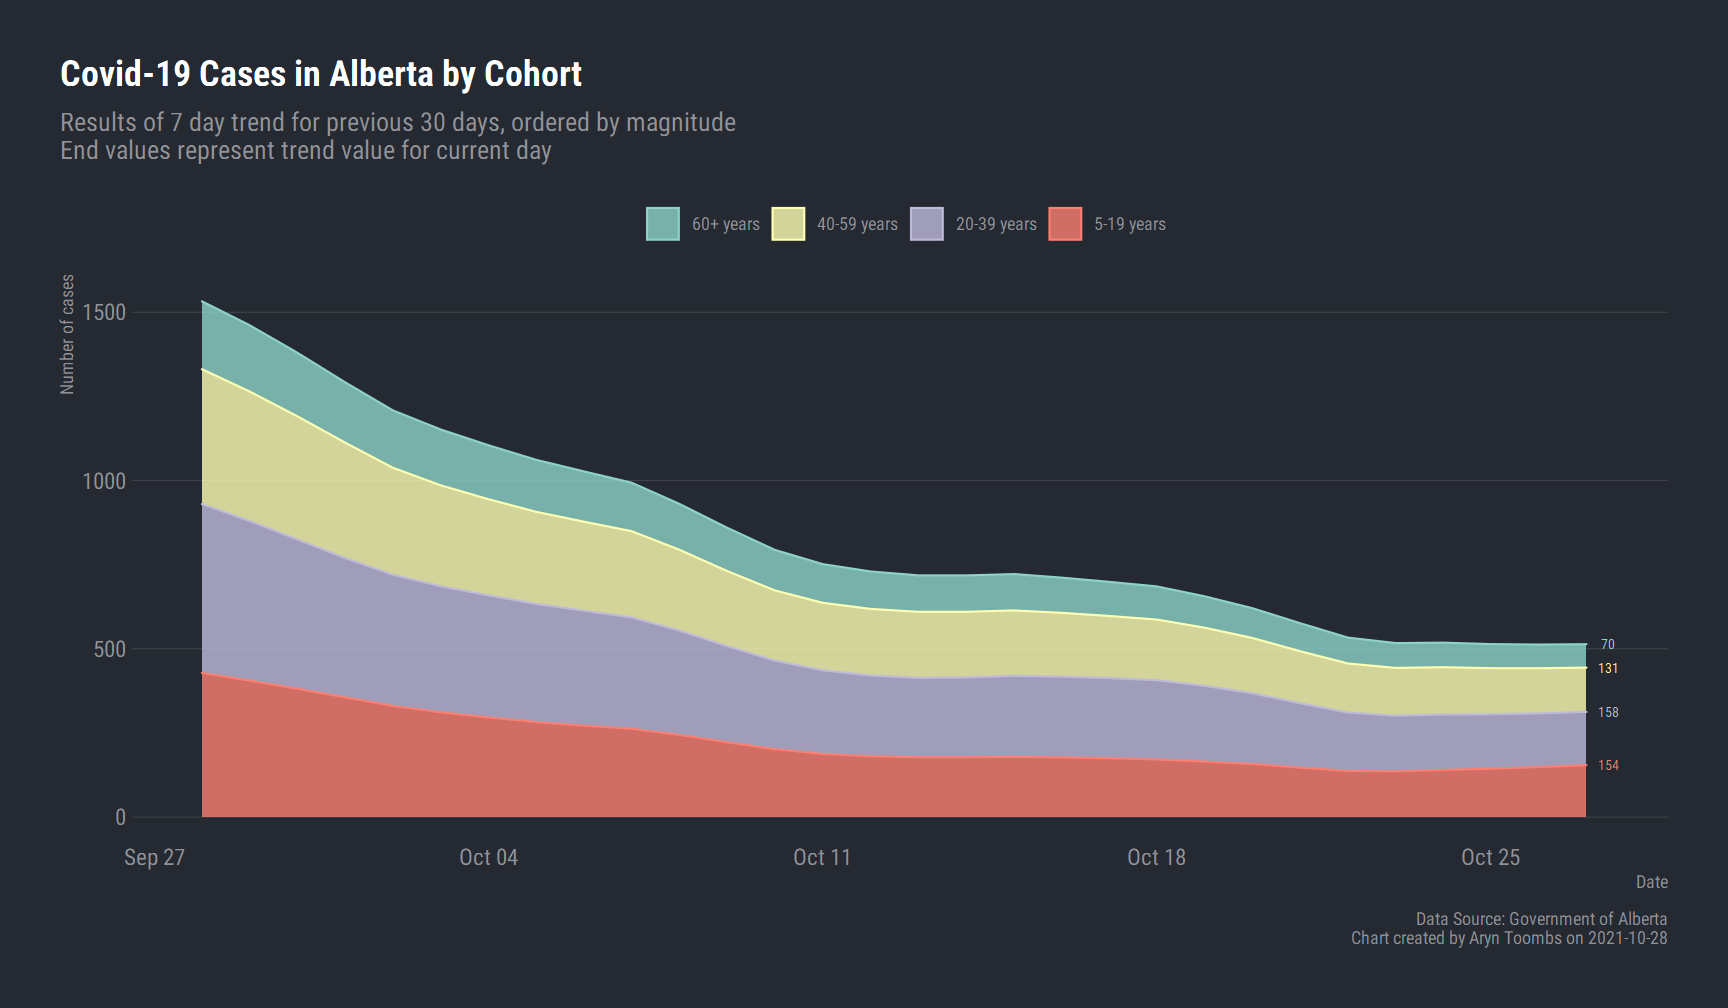 Covid-19 Cases in Alberta by Cohort
Results of 7 day trend for previous 30 days, ordered by magnitude
End values represent trend value for current day
60+ years
40-59 years
20-39 years
5-19 years
Number of cases
1500
1000
500
0
70
131
158
154
Sep 27
Oct 04
Oct 11
Oct 18
Oct 25
Date
Data Source: Government of Alberta
Chart created by Aryn Toombs on 2021-10-28